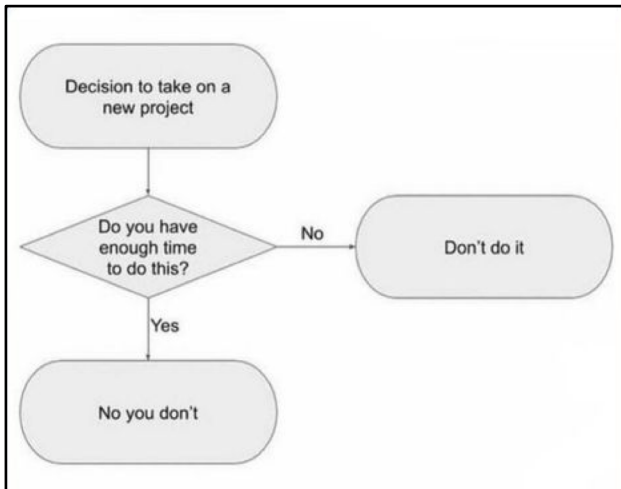 Decision to take on a
new project
Do you have
enough time
to do this?
No
Don't do it
Yes
No you don't